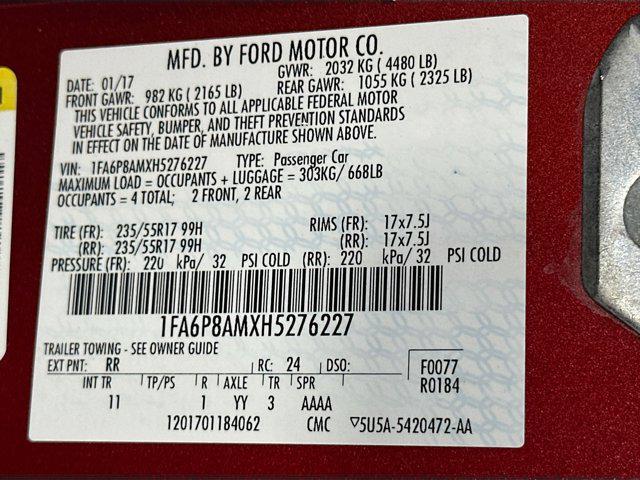 MFD. BY FORD MOTOR CO.
DATE: 01/17 GVWR: 2032 KG ( 4480 LB)
FRONT GAWR: 982 KG ( 2165 LB) REAR GAWR: 1055 KG ( 2325 LB)
THIS VEHICLE CONFORMS TO ALL APPLICABLE FEDERAL MOTOR
VEHICLE SAFETY, BUMPER, AND THEFT PREVENTION STANDARDS
IN EFFECT ON THE DATE OF MANUFACTURE SHOWN ABOVE.
VIN: 1FA6P8AMXH5276227 TYPE: Passenger Car
MAXIMUM LOAD = OCCUPANTS + LUGGAGE = 303KG/ 668LB
OCCUPANTS = 4 TOTAL; 2 FRONT, 2 REAR
TIRE (FR): 235/55R17 99H RIMS (FR): 17x7.5J
(RR): 235/55R17 99H (RR): 17x7.5J
PRESSURE (FR): 220 kPa/ 32 PSI COLD (RR): 220 kPa/ 32 PSI COLD
1FA6P8AMXH5276227
TRAILER TOWING - SEE OWNER GUIDE
EXT PNT: RR RC: 24 DSO: F0077
R0184
INT TR TP/PS R AXLE TR SPR
11 1 YY 3 AAAA
1201701184062 CMC ▽5U5A-5420472-AA